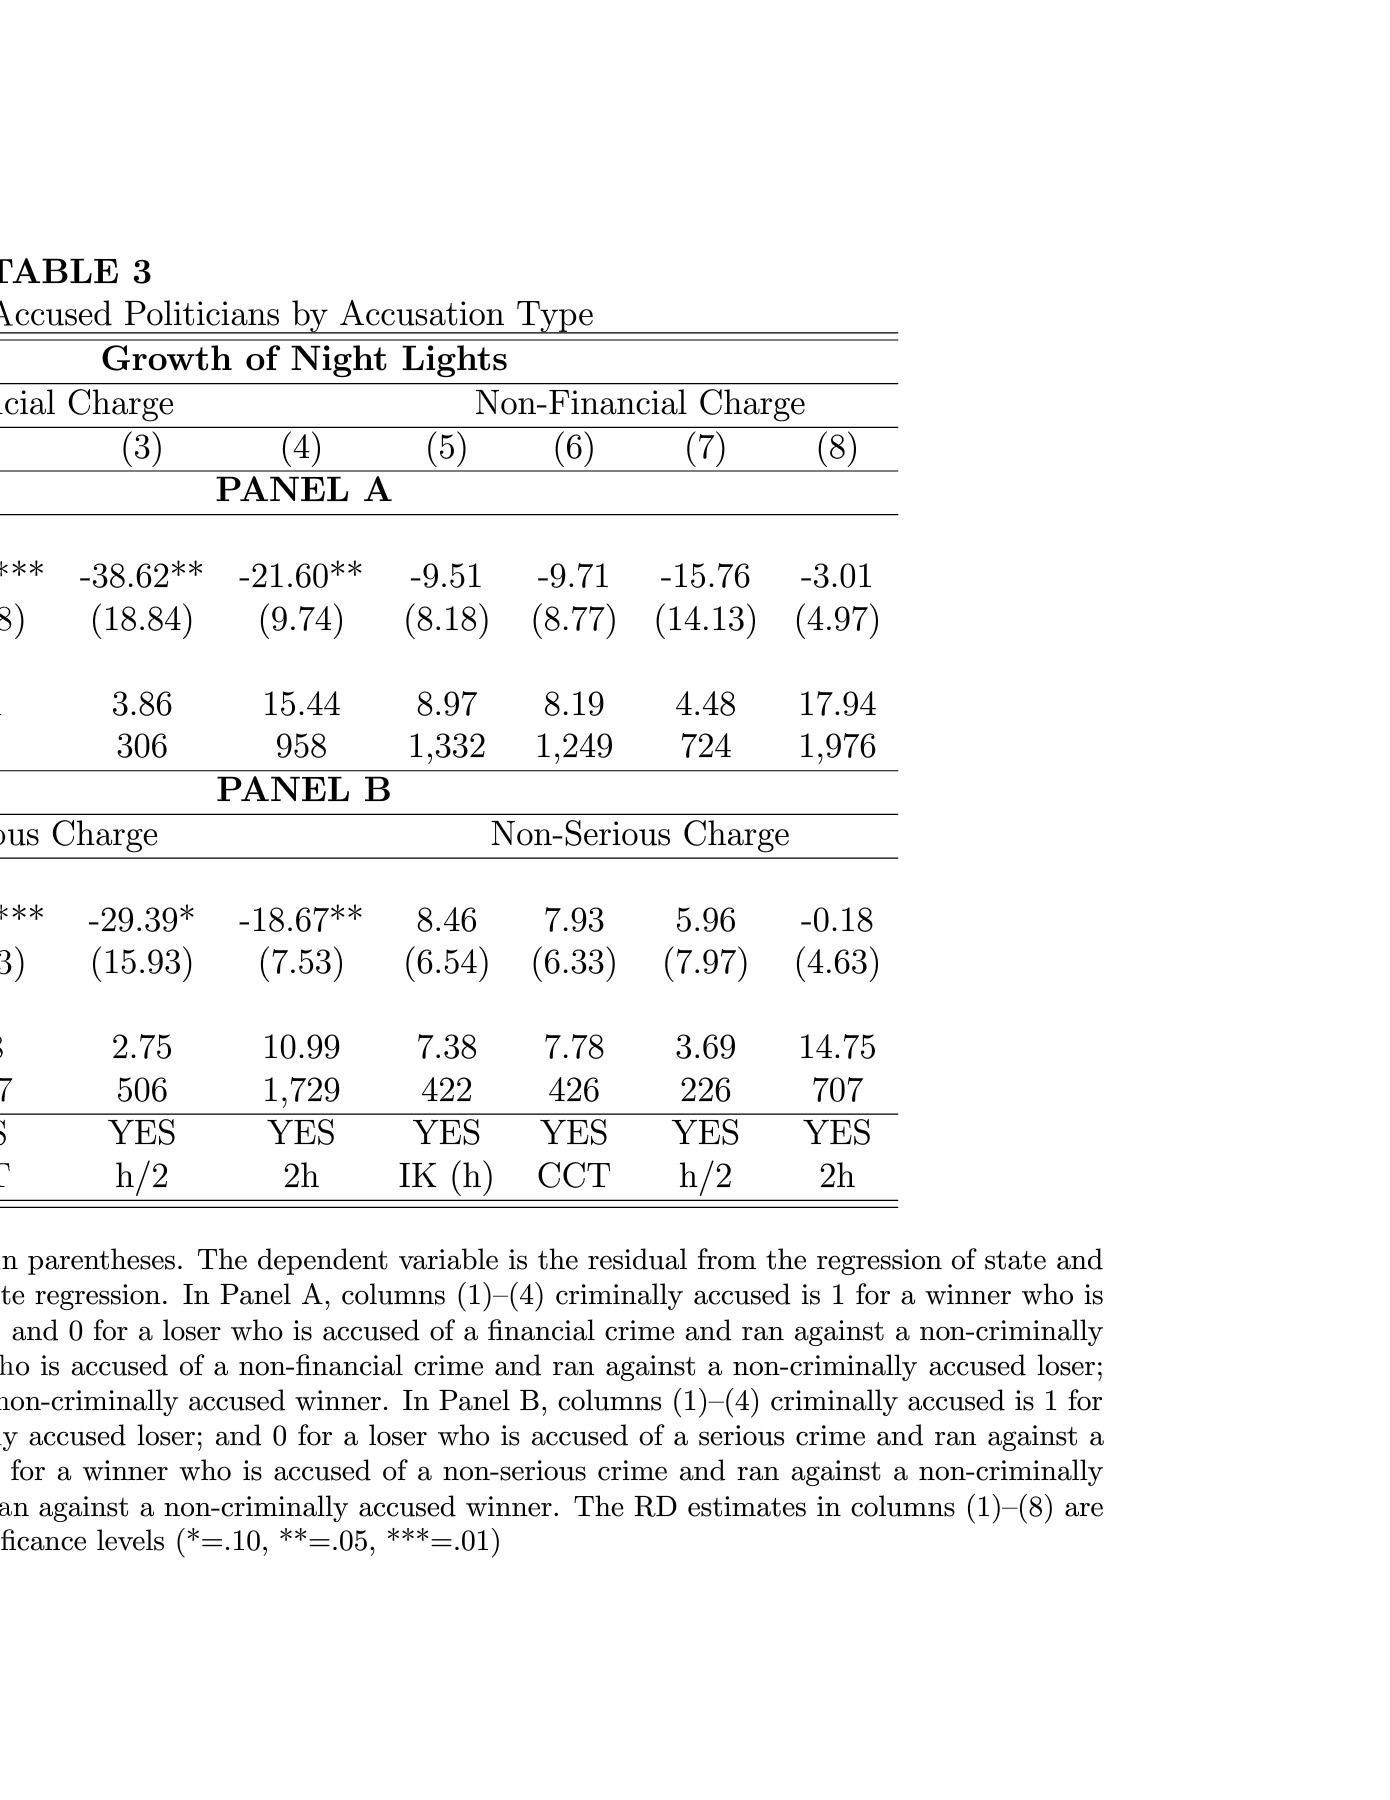 TABLE 3
Accused Politicians by Accusation Type
Growth of Night Lights
Charge Non-Financial Charge
(3) (4) (5) (6) (7) (8)
PANEL A
*** -38.62** -21.60** -9.51 -9.71 -15.76 -3.01
8) (18.84) (9.74) (8.18) (8.77) (14.13) (4.97)
3.86 15.44 8.97 8.19 4.48 17.94
306 958 1,332 1,249 724 1,976
PANEL B
Charge Non-Serious Charge
*** -29.39* -18.67** 8.46 7.93 5.96 -0.18
3) (15.93) (7.53) (6.54) (6.33) (7.97) (4.63)
2.75 10.99 7.38 7.78 3.69 14.75
7 506 1,729 422 426 226 707
YES YES YES YES YES YES
h/2 2h IK (h) CCT h/2 2h
parentheses. The dependent variable is the residual from the regression of state and
regression. In Panel A, columns (1)–(4) criminally accused is 1 for a winner who is
and 0 for a loser who is accused of a financial crime and ran against a non-criminally
is accused of a non-financial crime and ran against a non-criminally accused loser;
non-criminally accused winner. In Panel B, columns (1)–(4) criminally accused is 1 for
accused loser; and 0 for a loser who is accused of a serious crime and ran against a
for a winner who is accused of a non-serious crime and ran against a non-criminally
against a non-criminally accused winner. The RD estimates in columns (1)–(8) are
levels (*=.10, **=.05, ***=.01)